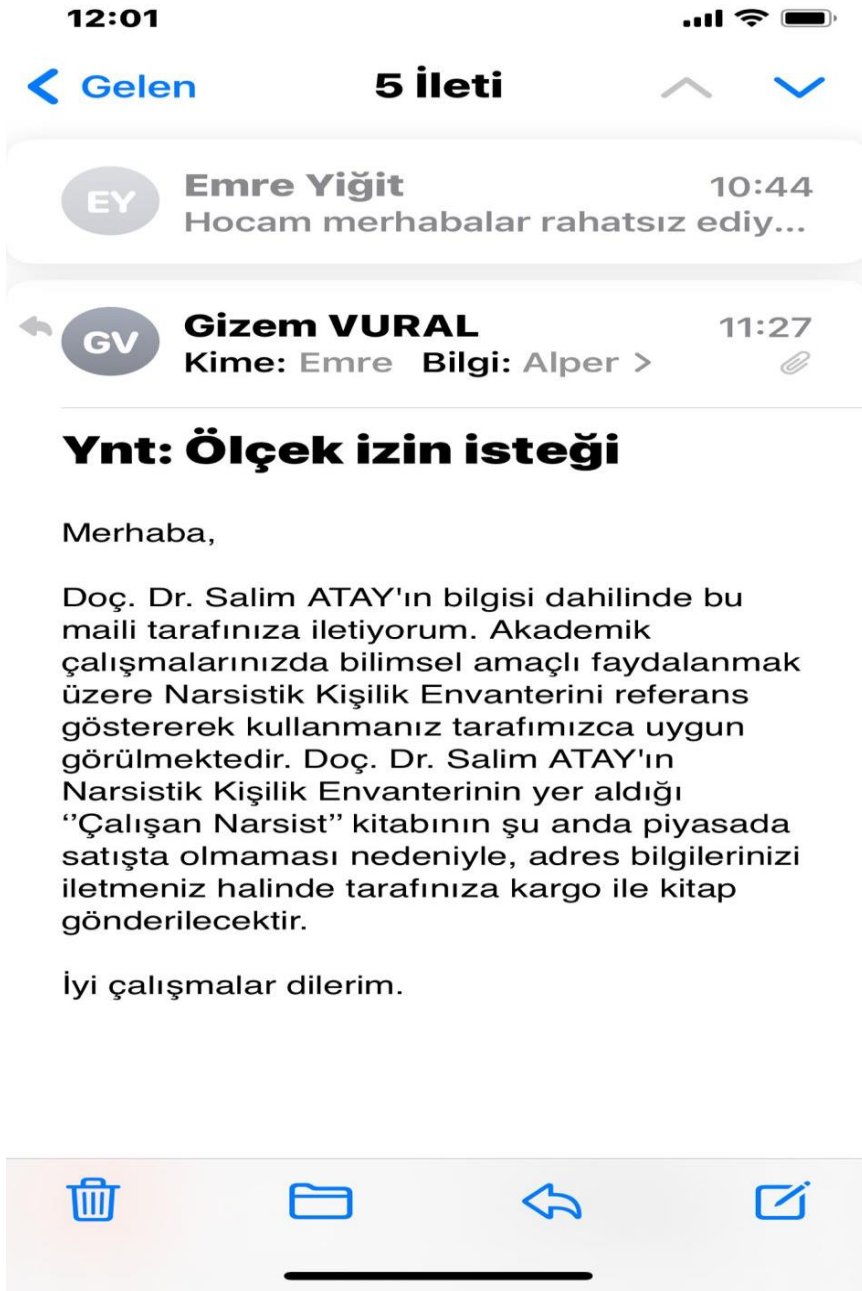 12:01
Gelen
5 İleti
EY
Emre Yiğit
10:44
Hocam merhabalar rahatsız ediy...
GV
Gizem VURAL
11:27
Kime: Emre Bilgi: Alper >
Ynt: Ölçek izin isteği
Merhaba,
Doç. Dr. Salim ATAY'ın bilgisi dahilinde bu
maili tarafınıza iletiyorum. Akademik
çalışmalarınızda bilimsel amaçlı faydalanmak
üzere Narsistik Kişilik Envanterini referans
göstererek kullanmanız tarafımızca uygun
görülmektedir. Doç. Dr. Salim ATAY'ın
Narsistik Kişilik Envanterinin yer aldığı
‘’Çalışan Narsist’’ kitabının şu anda piyasada
satışta olmaması nedeniyle, adres bilgilerinizi
iletmeniz halinde tarafınıza kargo ile kitap
gönderilecektir.
İyi çalışmalar dilerim.